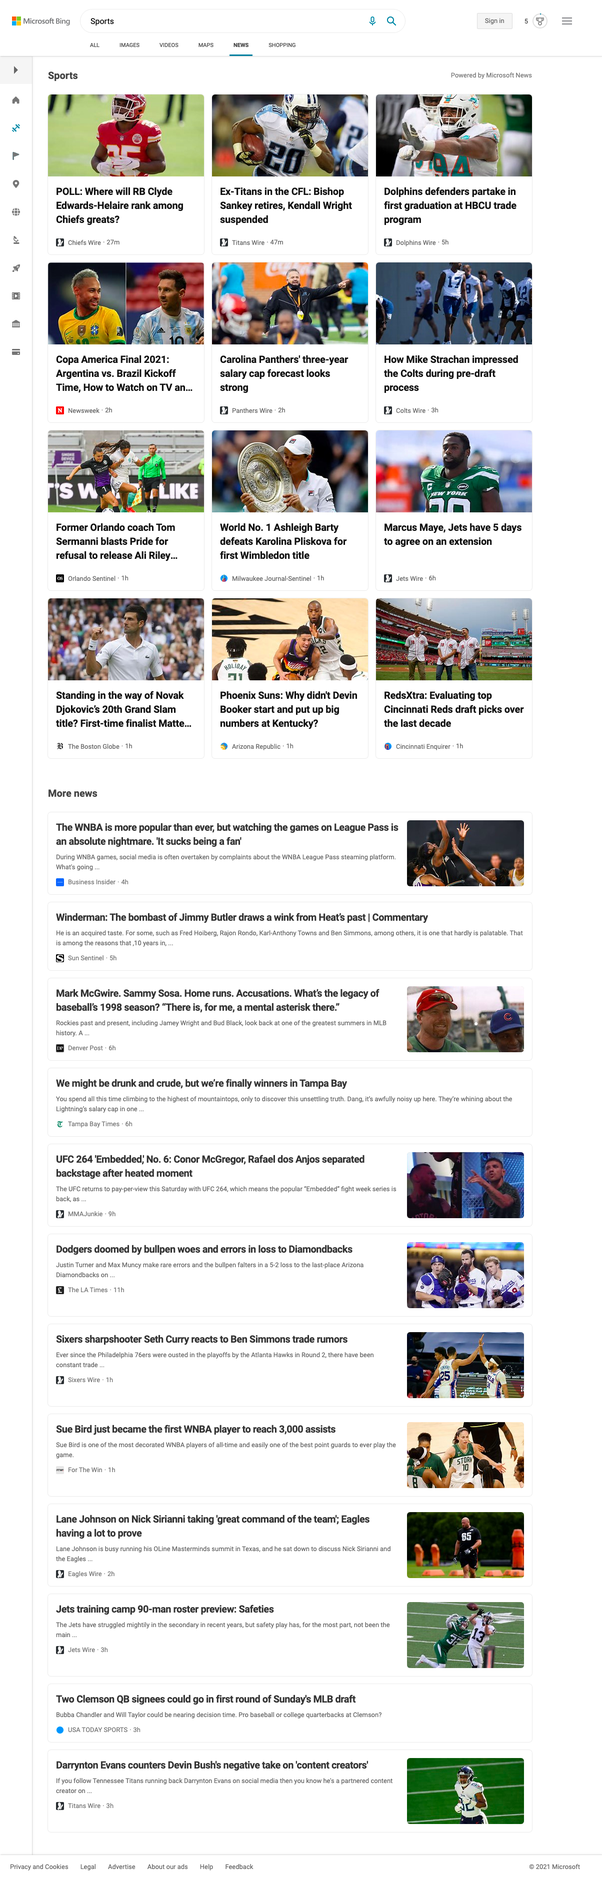 Microsoft Bing
Sports
Sign in
5
ALL IMAGES VIDEOS MAPS NEWS SHOPPING
Sports
Powered by Microsoft News
POLL: Where will RB Clyde
Edwards-Helaire rank among
Chiefs greats?
Chiefs Wire · 27m
Ex-Titans in the CFL: Bishop
Sankey retires, Kendall Wright
suspended
Titans Wire · 47m
Dolphins defenders partake in
first graduation at HBCU trade
program
Dolphins Wire · 5h
Copa America Final 2021:
Argentina vs. Brazil Kickoff
Time, How to Watch on TV an...
Newsweek · 2h
Carolina Panthers' three-year
salary cap forecast looks
strong
Panthers Wire · 2h
How Mike Strachan impressed
the Colts during pre-draft
process
Colts Wire · 3h
Former Orlando coach Tom
Sermanni blasts Pride for
refusal to release Ali Riley...
Orlando Sentinel · 1h
World No. 1 Ashleigh Barty
defeats Karolina Pliskova for
first Wimbledon title
Milwaukee Journal-Sentinel · 1h
Marcus Maye, Jets have 5 days
to agree on an extension
Jets Wire · 6h
Standing in the way of Novak
Djokovic's 20th Grand Slam
title? First-time finalist Matte...
The Boston Globe · 1h
Phoenix Suns: Why didn't Devin
Booker start and put up big
numbers at Kentucky?
Arizona Republic · 1h
RedsXtra: Evaluating top
Cincinnati Reds draft picks over
the last decade
Cincinnati Enquirer · 1h
More news
The WNBA is more popular than ever, but watching the games on League Pass is
an absolute nightmare. 'It sucks being a fan'
During WNBA games, social media is often overtaken by complaints about the WNBA League Pass steaming platform.
What's going ...
Business Insider · 4h
Winderman: The bombast of Jimmy Butler draws a wink from Heat's past | Commentary
He is an acquired taste. For some, such as Fred Hoiberg, Rajon Rondo, Karl-Anthony Towns and Ben Simmons, among others, it is one that hardly is palatable. That
is among the reasons that ,10 years in, ...
Sun Sentinel · 5h
Mark McGwire. Sammy Sosa. Home runs. Accusations. What's the legacy of
baseball's 1998 season? "There is, for me, a mental asterisk there."
Rockies past and present, including Jamey Wright and Bud Black, look back at one of the greatest summers in MLB
history. A ...
Denver Post · 6h
We might be drunk and crude, but we're finally winners in Tampa Bay
You spend all this time climbing to the highest of mountaintops, only to discover this unsettling truth. Dang, it's awfully noisy up here. They're whining about the
Lightning's salary cap in one ...
Tampa Bay Times · 6h
UFC 264 'Embedded,' No. 6: Conor McGregor, Rafael dos Anjos separated
backstage after heated moment
The UFC returns to pay-per-view this Saturday with UFC 264, which means the popular "Embedded" fight week series is
back, as ...
MMAJunkie · 9h
Dodgers doomed by bullpen woes and errors in loss to Diamondbacks
Justin Turner and Max Muncy make rare errors and the bullpen falters in a 5-2 loss to the last-place Arizona
Diamondbacks on ...
The LA Times · 11h
Sixers sharpshooter Seth Curry reacts to Ben Simmons trade rumors
Ever since the Philadelphia 76ers were ousted in the playoffs by the Atlanta Hawks in Round 2, there have been
constant trade ...
Sixers Wire · 1h
Sue Bird just became the first WNBA player to reach 3,000 assists
Sue Bird is one of the most decorated WNBA players of all-time and easily one of the best point guards to ever play the
game.
For The Win · 1h
Lane Johnson on Nick Sirianni taking 'great command of the team'; Eagles
having a lot to prove
Lane Johnson is busy running his OLine Masterminds summit in Texas, and he sat down to discuss Nick Sirianni and
the Eagles ...
Eagles Wire · 2h
Jets training camp 90-man roster preview: Safeties
The Jets have struggled mightily in the secondary in recent years, but safety play has, for the most part, not been the
main ...
Jets Wire · 3h
Two Clemson QB signees could go in first round of Sunday's MLB draft
Bubba Chandler and Will Taylor could be nearing decision time. Pro baseball or college quarterbacks at Clemson?
USA TODAY SPORTS · 3h
Darrynton Evans counters Devin Bush's negative take on 'content creators'
If you follow Tennessee Titans running back Darrynton Evans on social media then you know he's a partnered content
creator on ...
Titans Wire · 3h
Privacy and Cookies Legal Advertise About our ads Help Feedback
© 2021 Microsoft